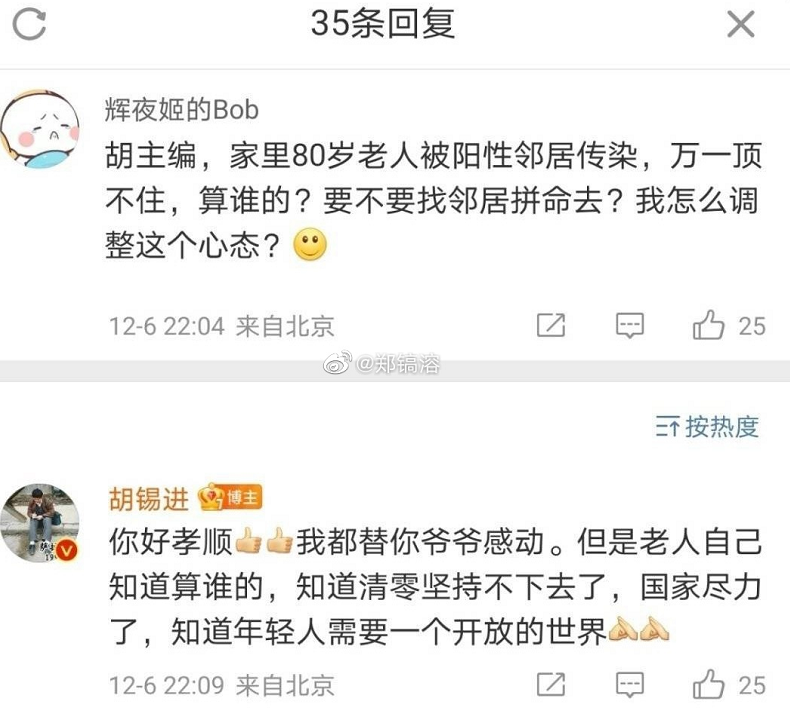 35条回复
辉夜姬的Bob
胡主编，家里80岁老人被阳性邻居传染，万一顶
不住，算谁的？要不要找邻居拼命去？我怎么调
整这个心态？
12-6 22:04 来自北京
25
@郑镐溶
按热度
胡锡进 博主
你好孝顺我都替你爷爷感动。但是老人自己
知道算谁的，知道清零坚持不下去了，国家尽力
了，知道年轻人需要一个开放的世界
12-6 22:09 来自北京
25